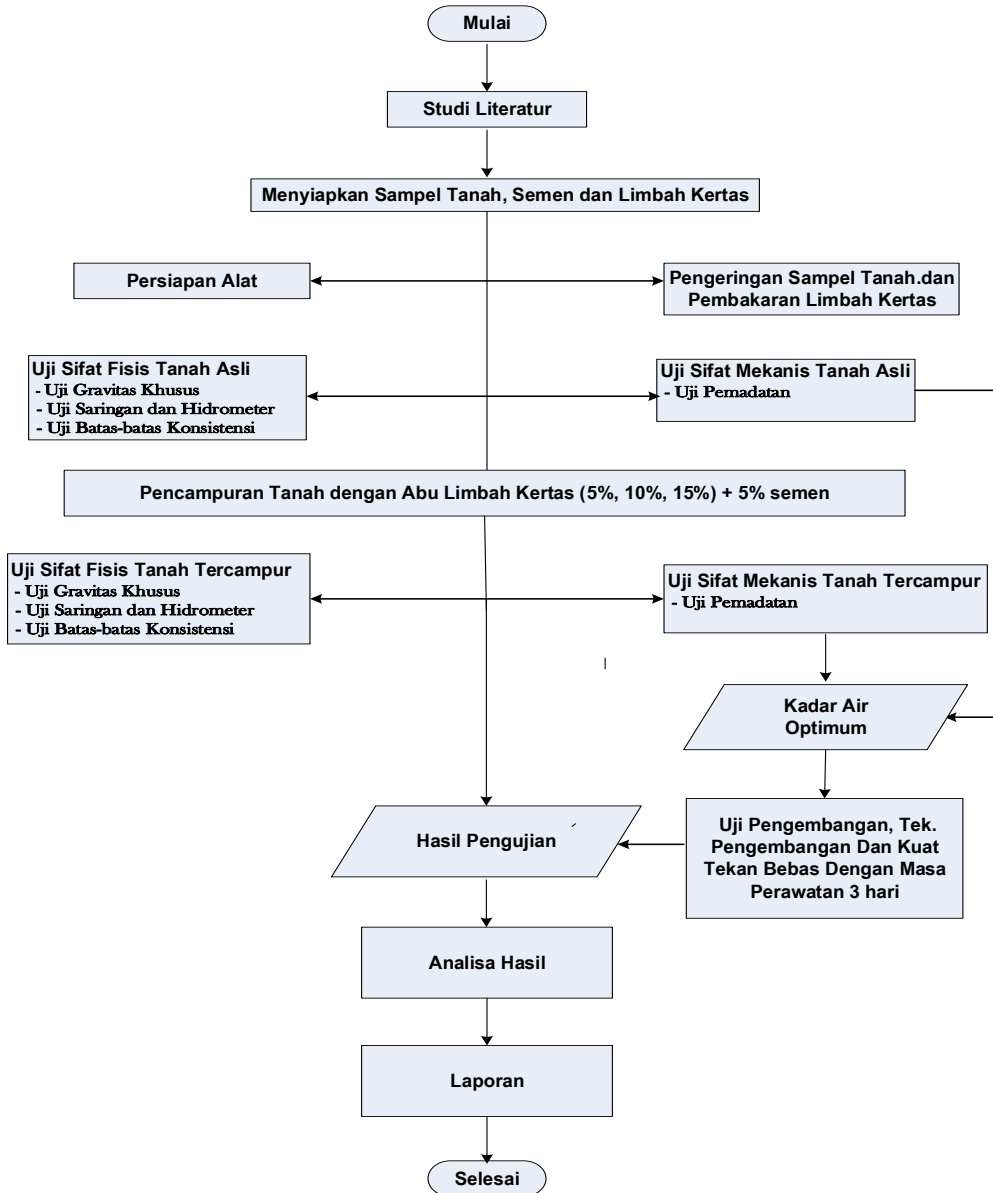 Mulai
Studi Literatur
Menyiapkan Sampel Tanah, Semen dan Limbah Kertas
Persiapan Alat
Pengeringan Sampel Tanah.dan
Pembakaran Limbah Kertas
Uji Sifat Fisis Tanah Asli
- Uji Gravitas Khusus
- Uji Saringan dan Hidrometer
- Uji Batas-batas Konsistensi
Uji Sifat Mekanis Tanah Asli
- Uji Pemadatan
Pencampuran Tanah dengan Abu Limbah Kertas (5%, 10%, 15%) + 5% semen
Uji Sifat Fisis Tanah Tercampur
- Uji Gravitas Khusus
- Uji Saringan dan Hidrometer
- Uji Batas-batas Konsistensi
Uji Sifat Mekanis Tanah Tercampur
- Uji Pemadatan
Kadar Air
Optimum
Uji Pengembangan, Tek.
Pengembangan Dan Kuat
Tekan Bebas Dengan Masa
Perawatan 3 hari
Hasil Pengujian
Analisa Hasil
Laporan
Selesai